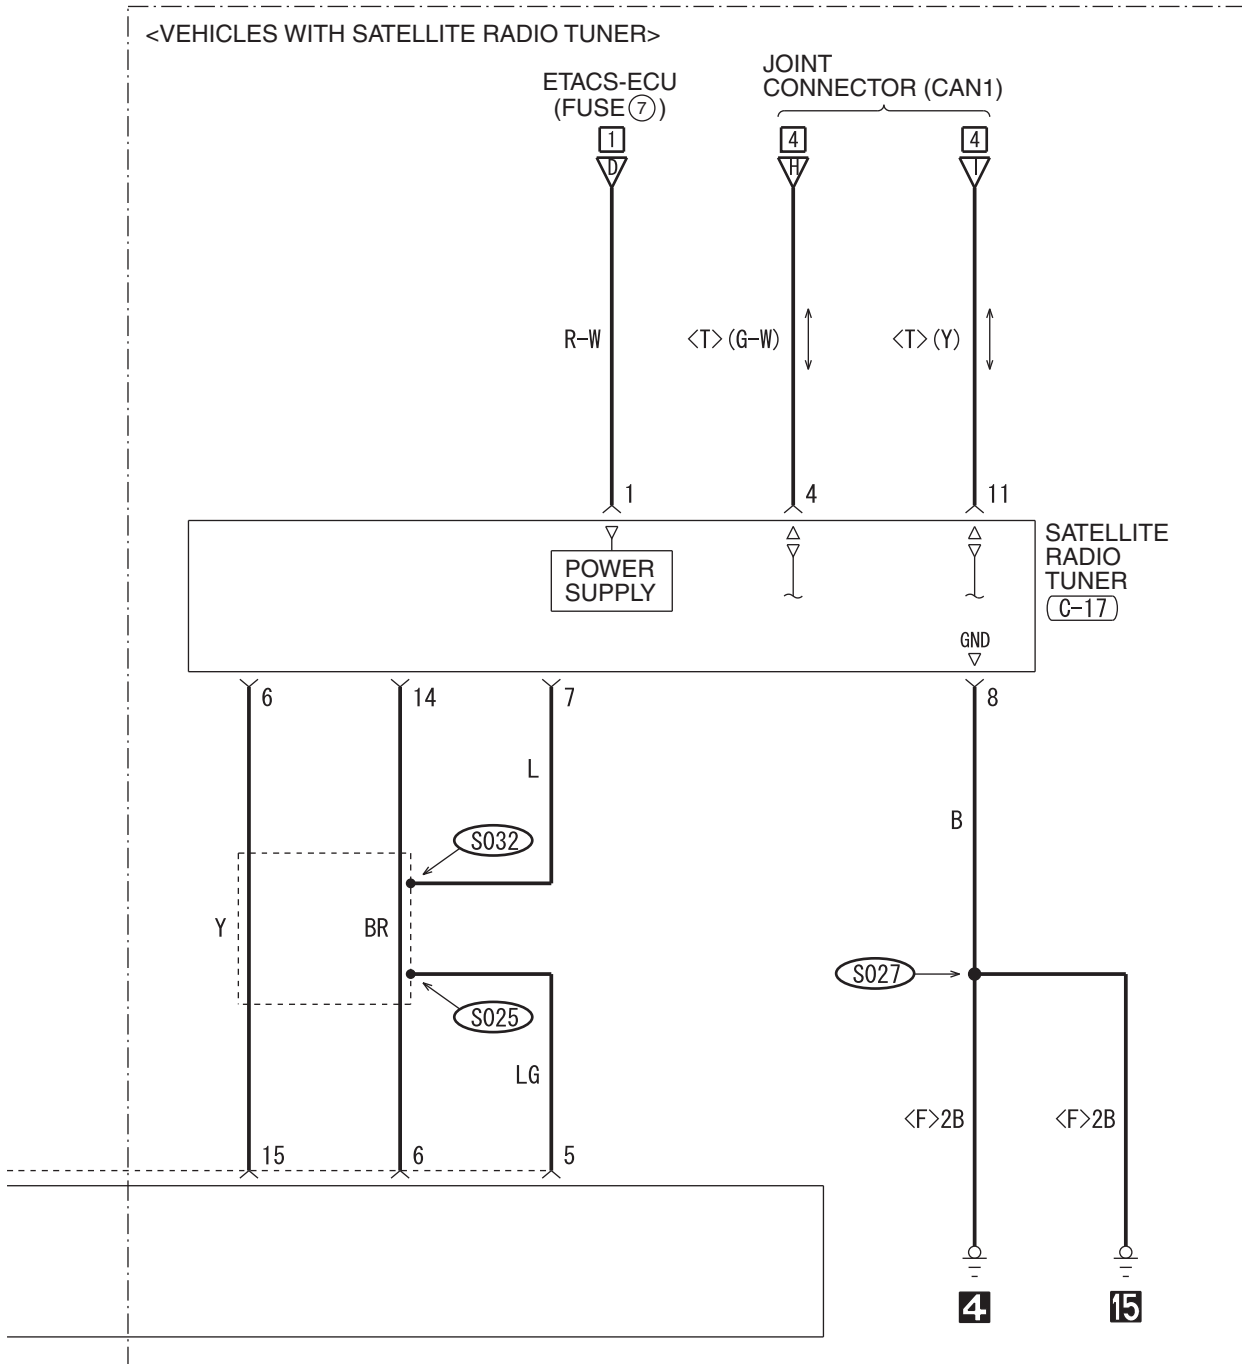 <VEHICLES WITH SATELLITE RADIO TUNER>
ETACS-ECU
(FUSE 7)
JOINT
CONNECTOR (CAN1)
1
4
4
D
H
I
R-W
<T>(G-W)
<T>(Y)
1
4
11
POWER
SUPPLY
SATELLITE
RADIO
TUNER
C-17
GND
6
14
7
8
L
B
S032
Y
BR
S027
S025
LG
<F>2B
<F>2B
15
6
5
4
15